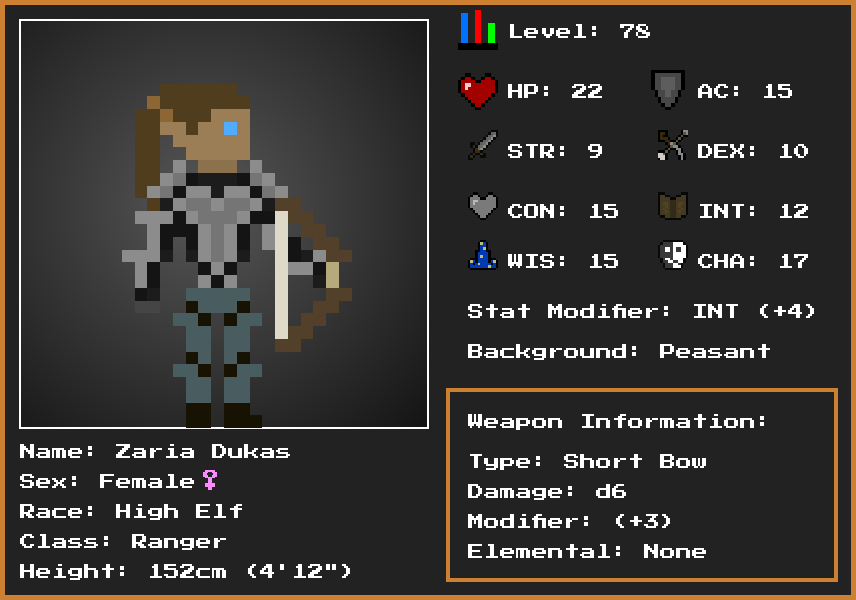 Level: 78
HP: 22
AC: 15
STR: 9
DEX: 10
CON: 15
INT: 12
WIS: 15
CHA: 17
Stat Modifier: INT (+4)
Background: Peasant
Weapon Information:
Type: Short Bow
Damage: d6
Modifier: (+3)
Elemental: None
Name: Zaria Dukas
Sex: Female♀
Race: High Elf
Class: Ranger
Height: 152cm (4'12")